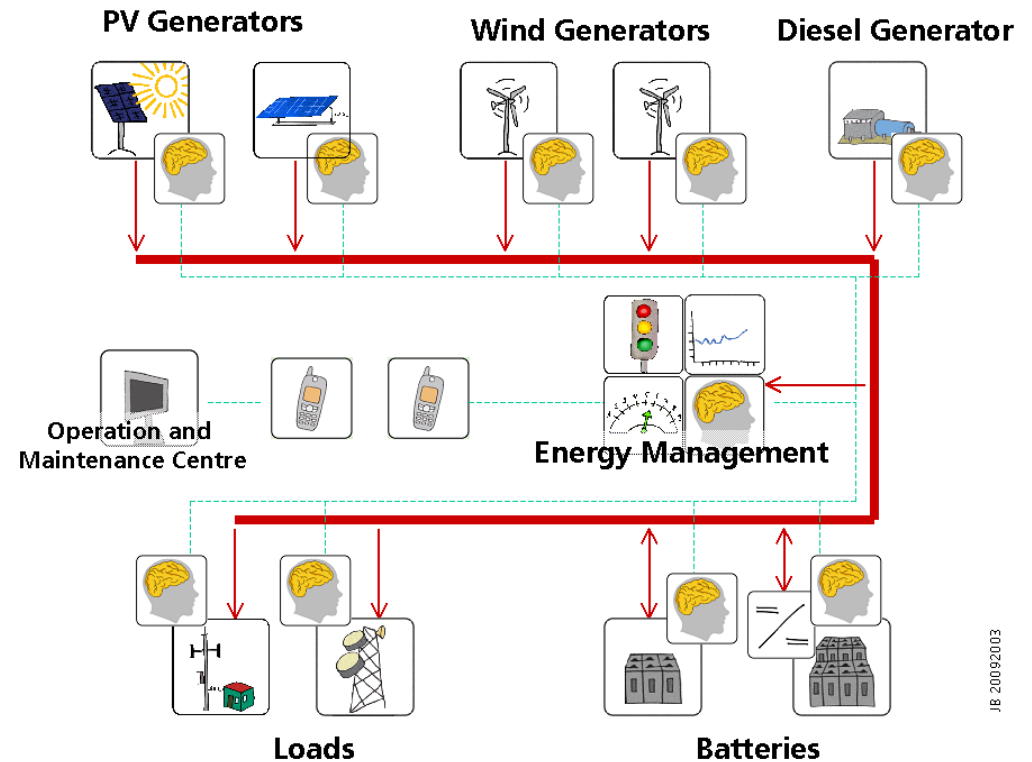 PV Generators
Wind Generators
Diesel Generator
Operation and
Maintenance Centre
Energy Management
Loads
Batteries
JB 20092003